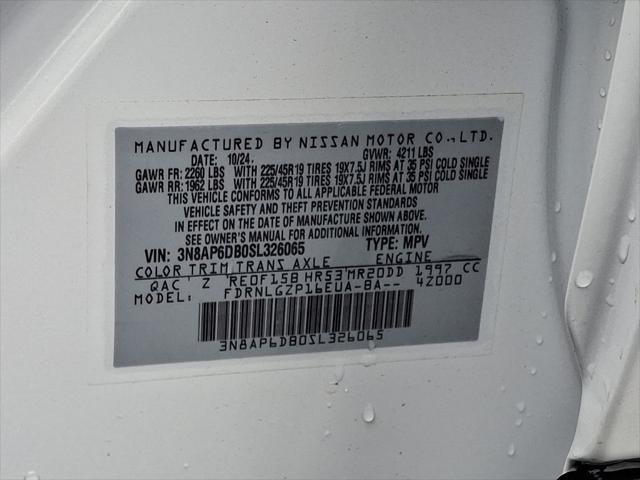 MANUFACTURED BY NISSAN MOTOR CO., LTD.
DATE: 10/24. GVWR: 4211 LBS
GAWR FR: 2260 LBS WITH 225/45R19 TIRES 19X7.5J RIMS AT 35 PSI COLD SINGLE
GAWR RR: 1962 LBS WITH 225/45R19 TIRES 19X7.5J RIMS AT 35 PSI COLD SINGLE
THIS VEHICLE CONFORMS TO ALL APPLICABLE FEDERAL MOTOR
VEHICLE SAFETY AND THEFT PREVENTION STANDARDS
IN EFFECT ON THE DATE OF MANUFACTURE SHOWN ABOVE.
SEE OWNER'S MANUAL FOR ADDITIONAL INFORMATION.
VIN: 3N8AP6DB0SL326065 TYPE: MPV
COLOR TRIM TRANS AXLE ENGINE
QAC Z RE0F15B HR53 MR20DD 1997 CC
MODEL: FDRNLGZP16EUA-BA-- 4Z000
3N8AP6DB0SL326065